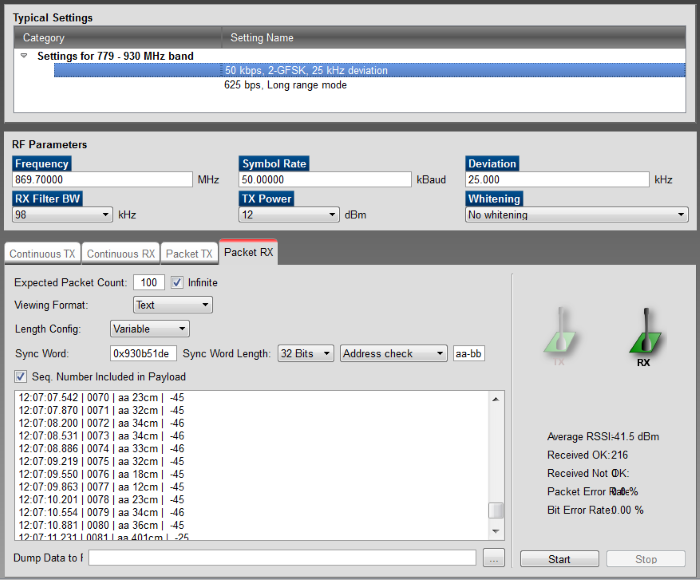 Typical Settings
Category Setting Name
Settings for 779 - 930 MHz band
50 kbps, 2-GFSK, 25 kHz deviation
625 bps, Long range mode
RF Parameters
Frequency Symbol Rate Deviation
869.70000 MHz 50.00000 kBaud 25.000 kHz
RX Filter BW TX Power Whitening
98 kHz 12 dBm No whitening
Continuous TX Continuous RX Packet TX Packet RX
Expected Packet Count: 100 Infinite
Viewing Format: Text
Length Config: Variable
Sync Word: 0x930b51de Sync Word Length: 32 Bits Address check aa-bb
Seq. Number Included in Payload
12:07:07.542 | 0070 | aa 23cm | -45
12:07:07.870 | 0071 | aa 32cm | -45
12:07:08.200 | 0072 | aa 34cm | -46
12:07:08.531 | 0073 | aa 34cm | -46
12:07:08.886 | 0074 | aa 33cm | -46
12:07:09.219 | 0075 | aa 32cm | -45
12:07:09.550 | 0076 | aa 18cm | -45
12:07:09.863 | 0077 | aa 12cm | -45
12:07:10.201 | 0078 | aa 23cm | -45
12:07:10.554 | 0079 | aa 34cm | -46
12:07:10.881 | 0080 | aa 36cm | -45
12:07:11.231 | 0081 | aa 401cm | -25
Dump Data to F ...
TX RX
Average RSSI:-41.5 dBm
Received OK:216
Received Not OK: 0
Packet Error Rate: 0.0 %
Bit Error Rate:0.00 %
Start Stop